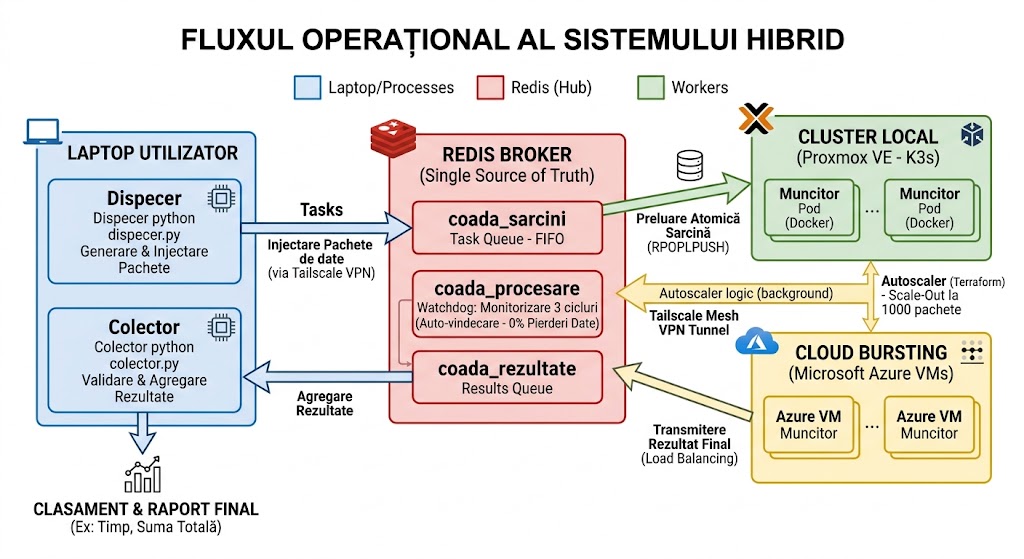 FLUXUL OPERAȚIONAL AL SISTEMULUI HIBRID
Laptop/Processes
Redis (Hub)
Workers
LAPTOP UTILIZATOR
Dispecer
Dispecer python
dispecer.py
Generare & Injectare
Pachete
Colector
Colector python
colector.py
Validare & Agregare
Rezultate
CLASAMENT & RAPORT FINAL
(Ex: Timp, Suma Totală)
Tasks
Injectare Pachete
de date
(via Tailscale VPN)
Agregare
Rezultate
REDIS BROKER
(Single Source of Truth)
coada_sarcini
Task Queue - FIFO
coada_procesare
Watchdog: Monitorizare 3 cicluri
(Auto-vindecare - 0% Pierderi Date)
coada_rezultate
Results Queue
Preluare Atomică
Sarcină
(RPOPLPUSH)
Autoscaler logic (background)
Tailscale Mesh
VPN Tunnel
Transmitere
Rezultat Final
(Load Balancing)
CLUSTER LOCAL
(Proxmox VE - K3s)
Muncitor
Pod
(Docker)
...
Muncitor
Pod
(Docker)
Autoscaler (Terraform)
- Scale-Out la
1000 pachete
CLOUD BURSTING
(Microsoft Azure VMs)
Azure VM
Muncitor
...
Azure VM
Muncitor